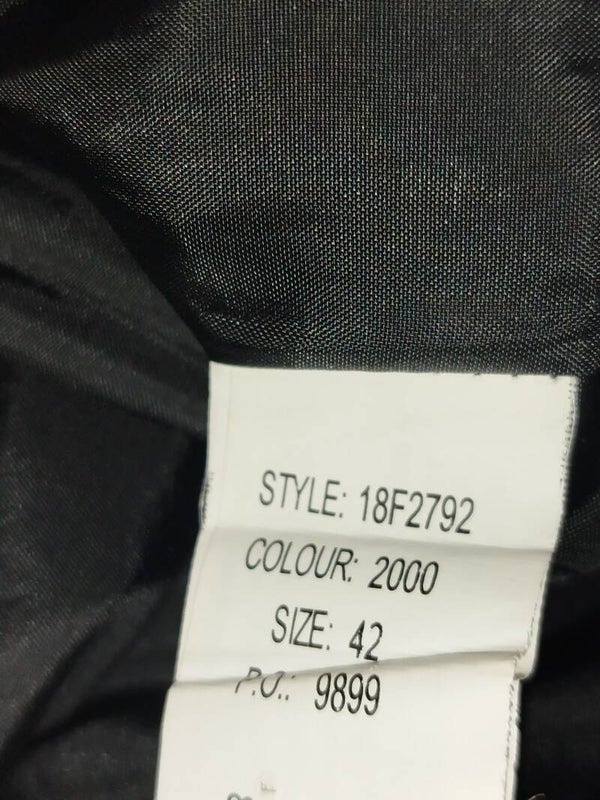 STYLE: 18F2792
COLOUR: 2000
SIZE: 42
P.O.: 9899